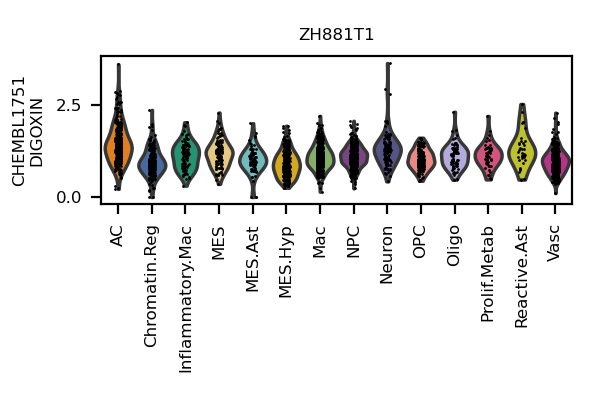 ZH881T1
CHEMBL1751
DIGOXIN
2.5
0.0
AC
Chromatin.Reg
Inflammatory.Mac
MES
MES.Ast
MES.Hyp
Mac
NPC
Neuron
OPC
Oligo
Prolif.Metab
Reactive.Ast
Vasc